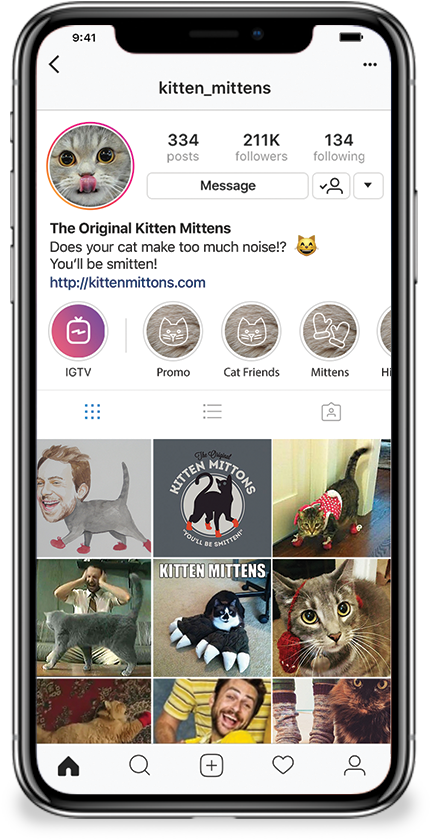 9:41
kitten_mittens
334 211K 134
posts followers following
Message
The Original Kitten Mittens
Does your cat make too much noise!? 😸
You'll be smitten!
http://kittenmittons.com
IGTV Promo Cat Friends Mittens Hi
The Original
KITTEN MITTONS
YOU'LL BE SMITTEN!
KITTEN MITTENS